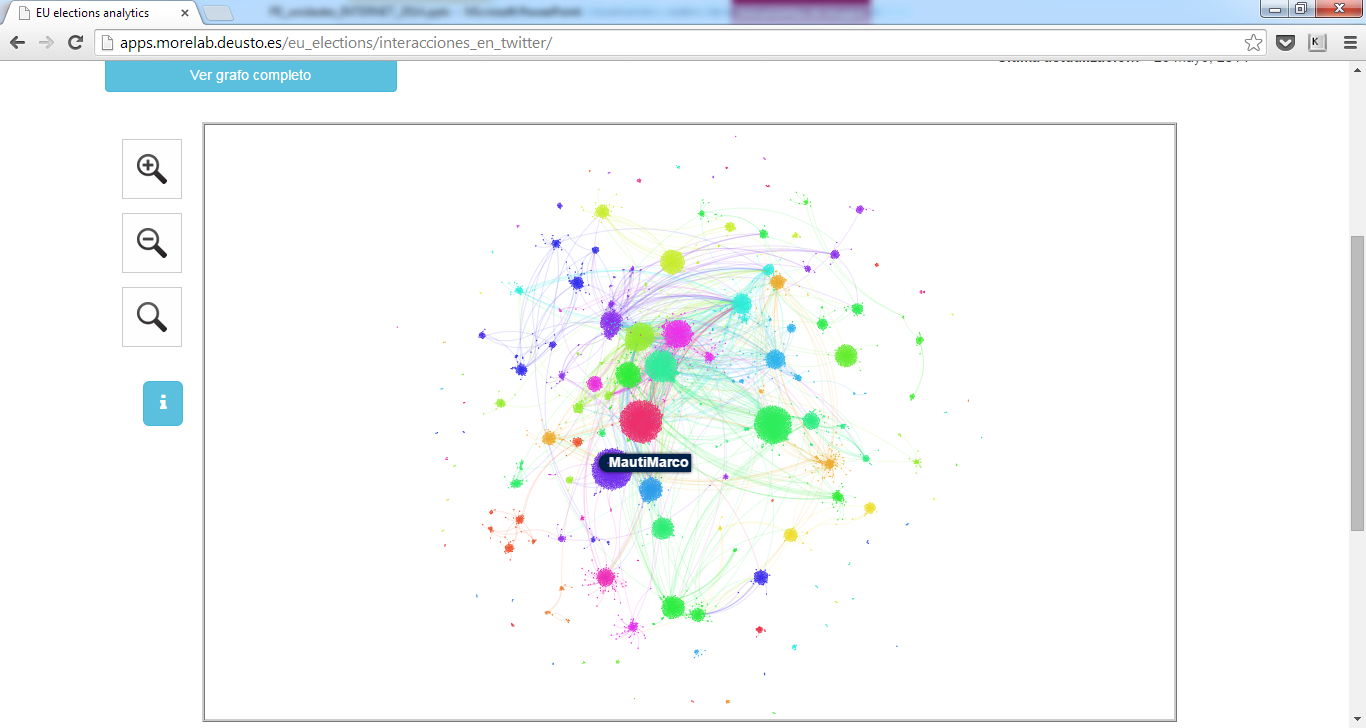 EU elections analytics
apps.morelab.deusto.es/eu_elections/interacciones_en_twitter/
K
Ver grafo completo
i
MautiMarco